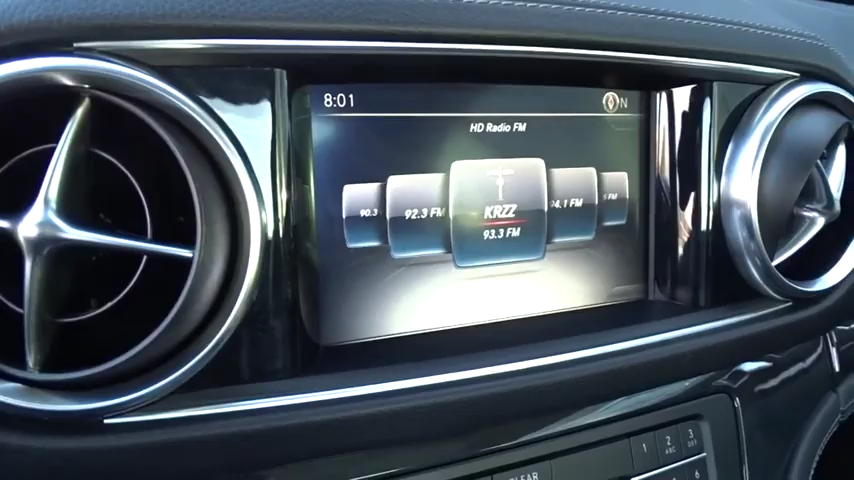 8:01
N
HD Radio FM
90.3
92.3 FM
KRZZ
93.3 FM
94.1 FM
FM
1
2 ABC
3 DEF
CLEAR
6